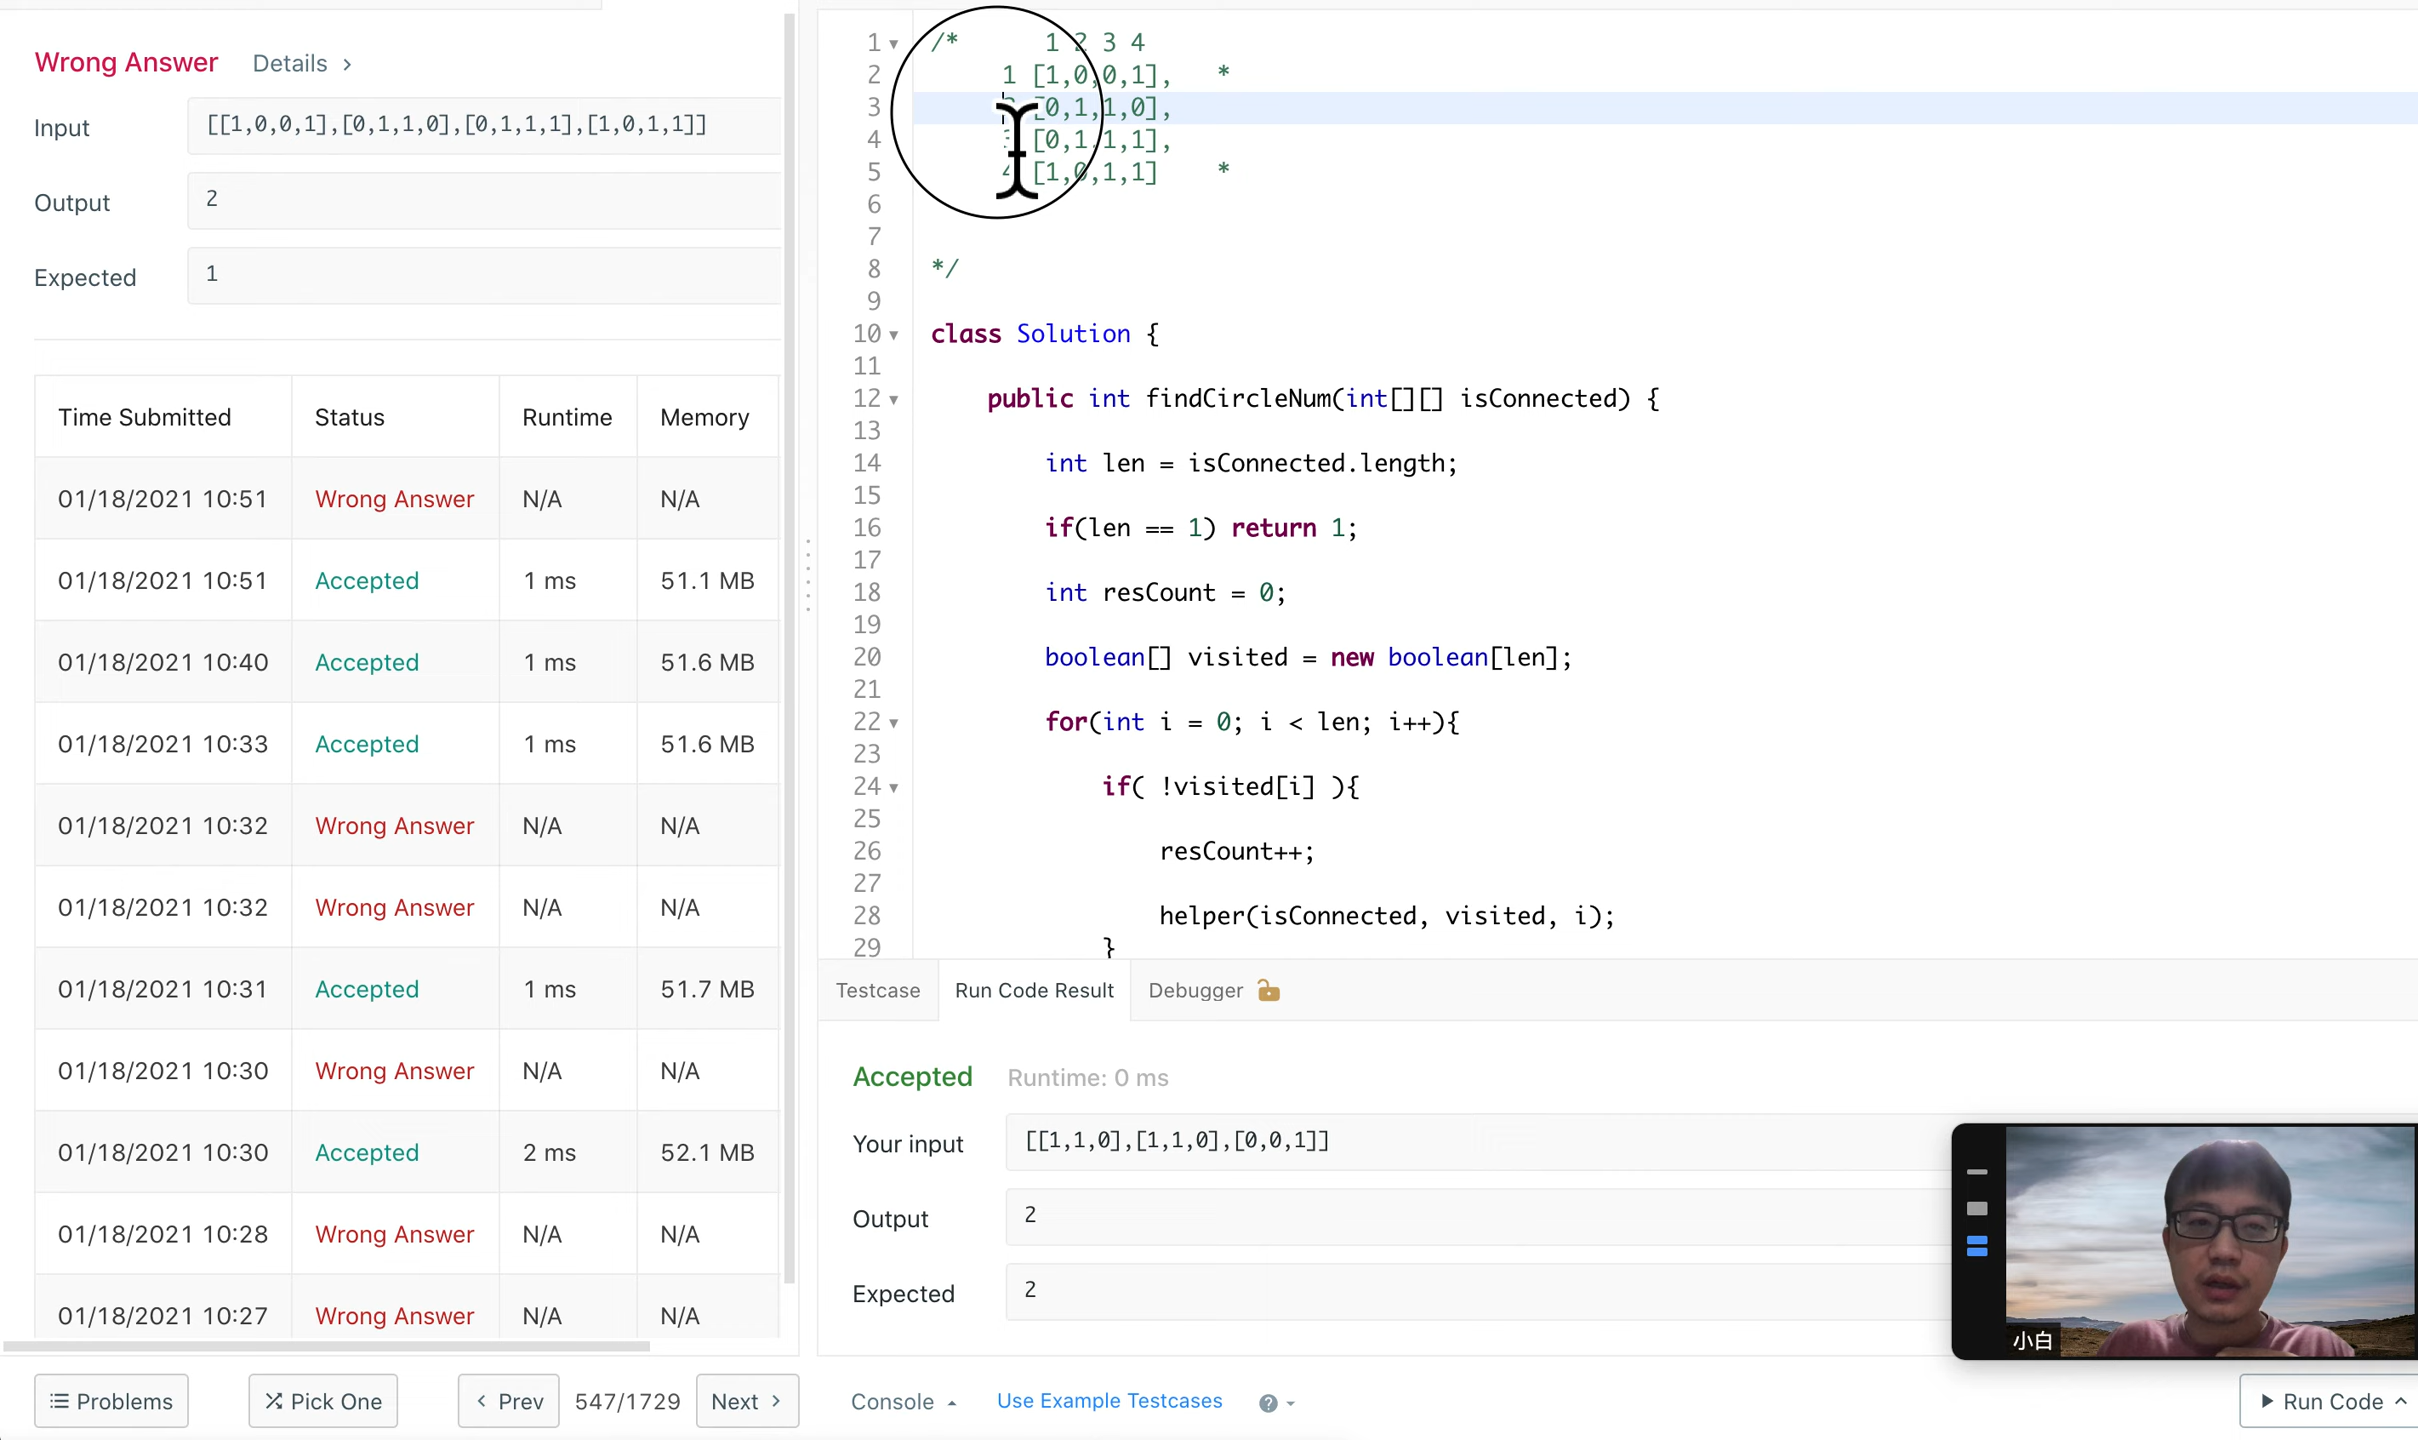 Wrong Answer Details >
Input [[1,0,0,1],[0,1,1,0],[0,1,1,1],[1,0,1,1]]
Output 2
Expected 1
Time Submitted Status Runtime Memory
01/18/2021 10:51 Wrong Answer N/A N/A
01/18/2021 10:51 Accepted 1 ms 51.1 MB
01/18/2021 10:40 Accepted 1 ms 51.6 MB
01/18/2021 10:33 Accepted 1 ms 51.6 MB
01/18/2021 10:32 Wrong Answer N/A N/A
01/18/2021 10:32 Wrong Answer N/A N/A
01/18/2021 10:31 Accepted 1 ms 51.7 MB
01/18/2021 10:30 Wrong Answer N/A N/A
01/18/2021 10:30 Accepted 2 ms 52.1 MB
01/18/2021 10:28 Wrong Answer N/A N/A
01/18/2021 10:27 Wrong Answer N/A N/A
Problems Pick One < Prev 547/1729 Next >
1 /* 1 2 3 4
2 1 [1,0,0,1], *
3 [0,1,1,0],
4 3 [0,1,1,1],
5 4 [1,0,1,1] *
6
7
8 */
9
10 class Solution {
11
12 public int findCircleNum(int[][] isConnected) {
13
14 int len = isConnected.length;
15
16 if(len == 1) return 1;
17
18 int resCount = 0;
19
20 boolean[] visited = new boolean[len];
21
22 for(int i = 0; i < len; i++){
23
24 if( !visited[i] ){
25
26 resCount++;
27
28 helper(isConnected, visited, i);
29 }
Testcase Run Code Result Debugger
Accepted Runtime: 0 ms
Your input [[1,1,0],[1,1,0],[0,0,1]]
Output 2
Expected 2
小白
Console Use Example Testcases ? Run Code